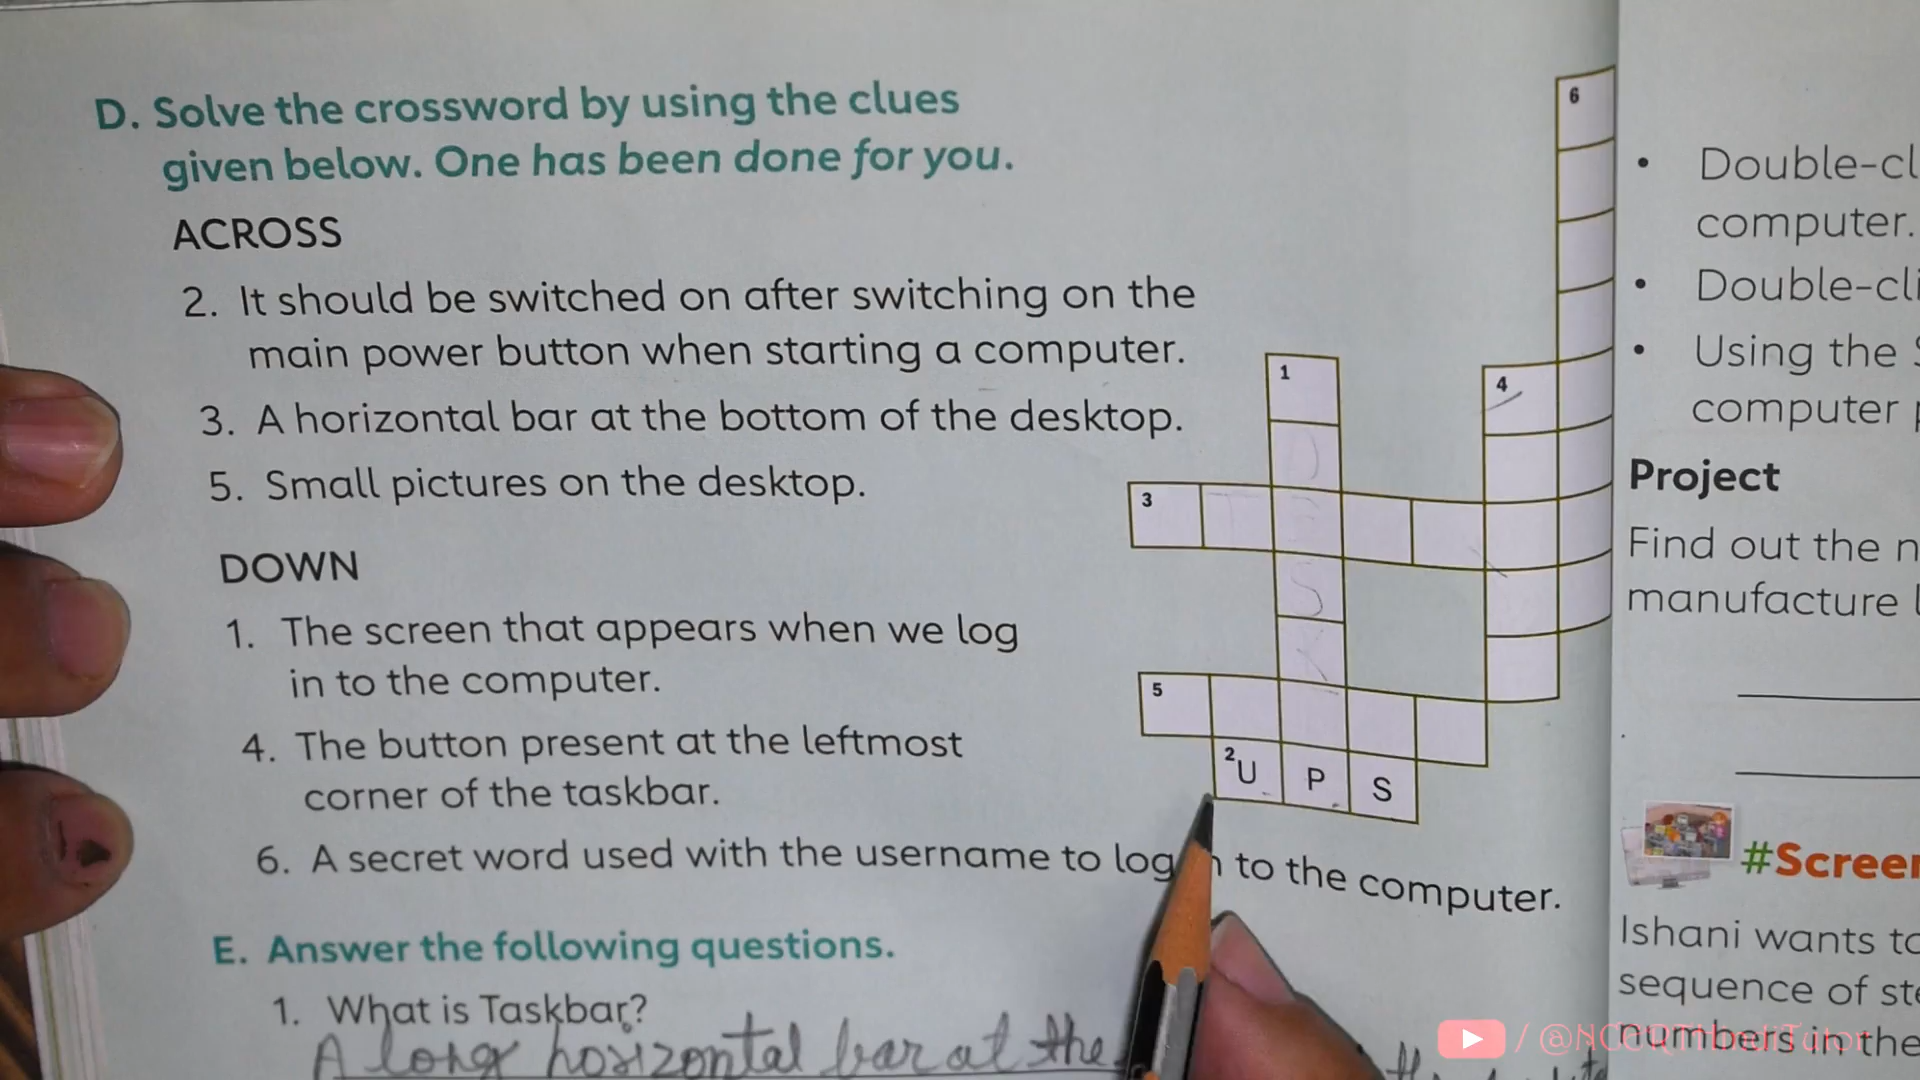 D. Solve the crossword by using the clues
given below. One has been done for you.
ACROSS
2. It should be switched on after switching on the
main power button when starting a computer.
3. A horizontal bar at the bottom of the desktop.
5. Small pictures on the desktop.
DOWN
1. The screen that appears when we log
in to the computer.
4. The button present at the leftmost
corner of the taskbar.
6. A secret word used with the username to log to the computer.
E. Answer the following questions.
1. What is Taskbar?
A long horizontal bar at the
6
1
4
D
3
E
S
K
5
2 U P S
• Double-cl
computer.
• Double-cli
• Using the
computer
Project
Find out the n
manufacture
#Screen
Ishani wants to
sequence of ste
numbers in the